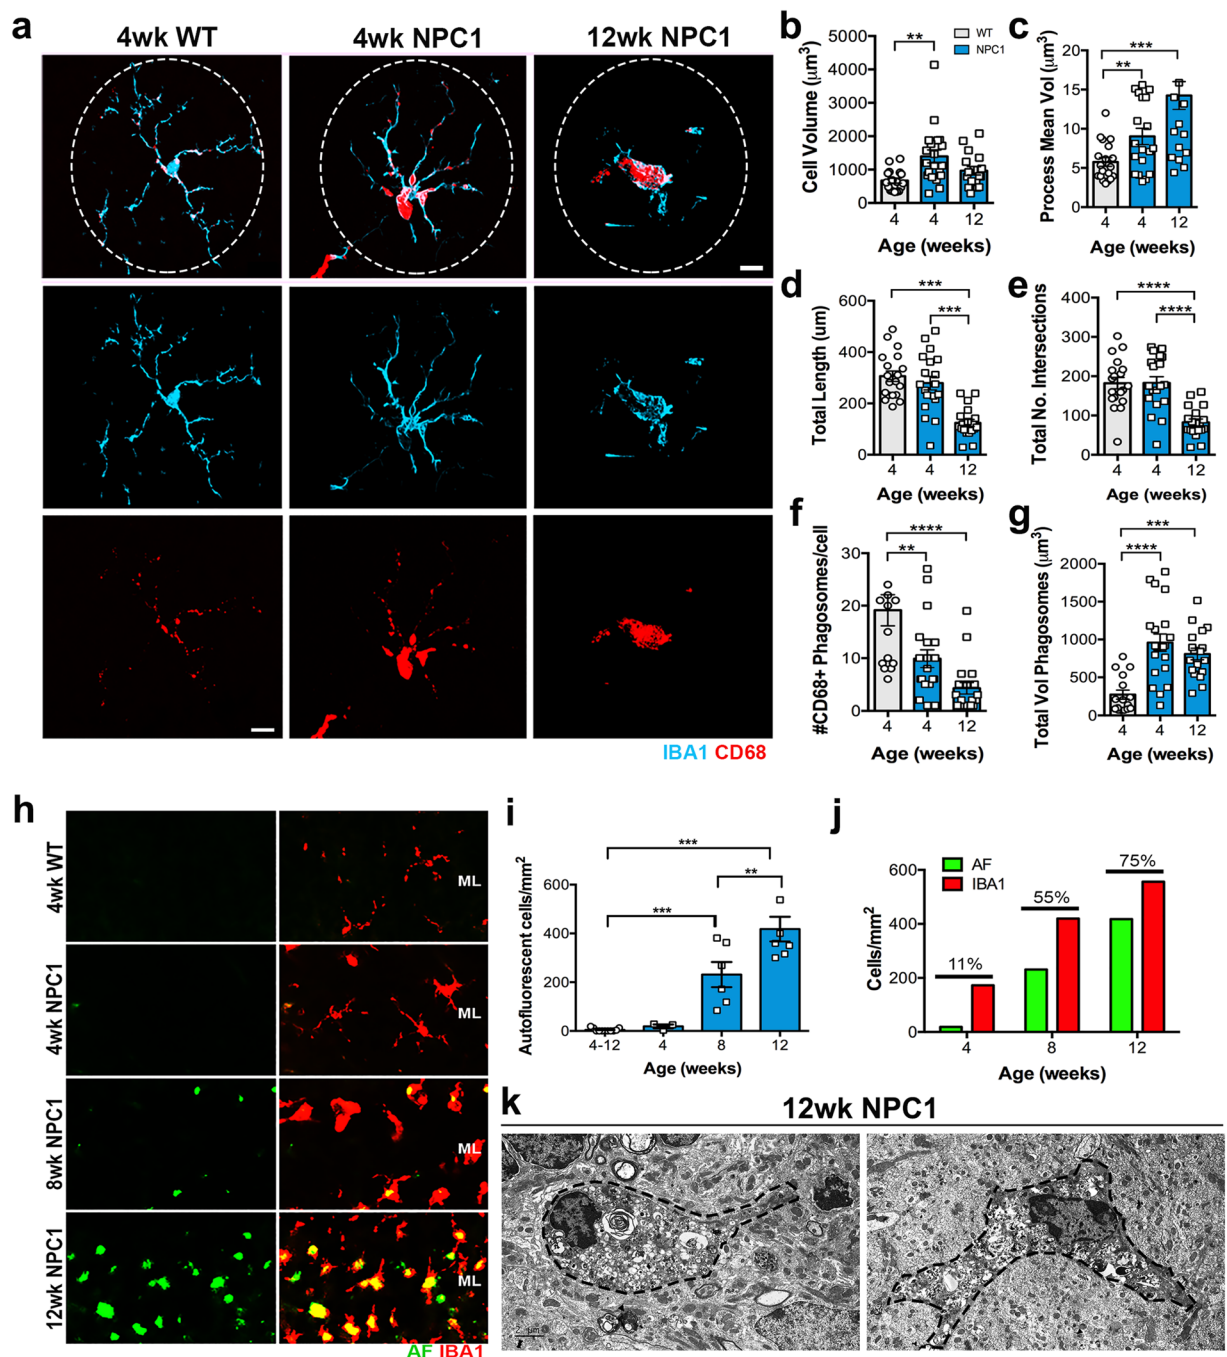 a
4wk WT 4wk NPC1 12wk NPC1
IBA1 CD68
b
Cell Volume (μm3)
5000
4000
3000
2000
1000
0
**
WT
NPC1
4 4 12
Age (weeks)
c
Process Mean Vol (μm3)
20
15
10
5
0
***
**
4 4 12
Age (weeks)
d
Total Length (um)
600
400
200
0
***
***
4 4 12
Age (weeks)
e
Total No. Intersections
400
300
200
100
0
****
****
4 4 12
Age (weeks)
f
#CD68+ Phagosomes/cell
30
20
10
0
****
**
4 4 12
Age (weeks)
g
Total Vol Phagosomes (μm3)
2000
1500
1000
500
0
***
****
4 4 12
Age (weeks)
h
4wk WT
ML
4wk NPC1
ML
8wk NPC1
ML
12wk NPC1
ML
AF IBA1
i
Autofluorescent cells/mm2
600
400
200
0
***
**
***
4-12 4 8 12
Age (weeks)
j
Cells/mm2
600
400
200
0
AF
IBA1
11%
55%
75%
4 8 12
Age (weeks)
k
12wk NPC1